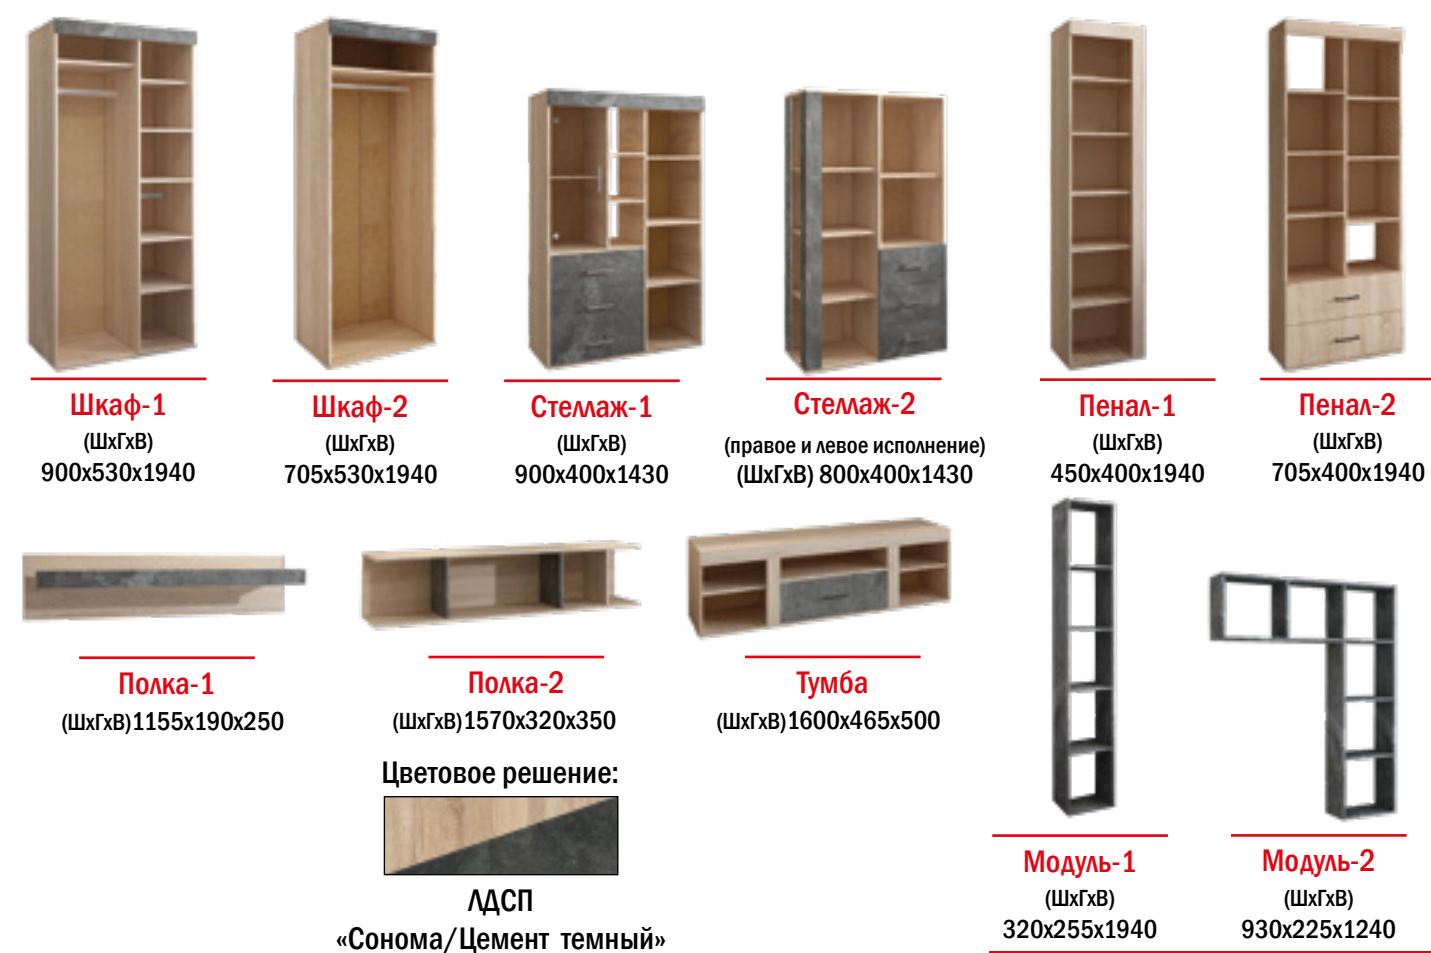 Шкаф-1
(ШхГхВ)
900х530х1940
Шкаф-2
(ШхГхВ)
705х530х1940
Стеллаж-1
(ШхГхВ)
900х400х1430
Стеллаж-2
(правое и левое исполнение)
(ШхГхВ) 800х400х1430
Пенал-1
(ШхГхВ)
450х400х1940
Пенал-2
(ШхГхВ)
705х400х1940
Полка-1
(ШхГхВ)1155х190х250
Полка-2
(ШхГхВ)1570х320х350
Тумба
(ШхГхВ)1600х465х500
Модуль-1
(ШхГхВ)
320х255х1940
Модуль-2
(ШхГхВ)
930х225х1240
Цветовое решение:
ЛДСП
«Сонома/Цемент темный»